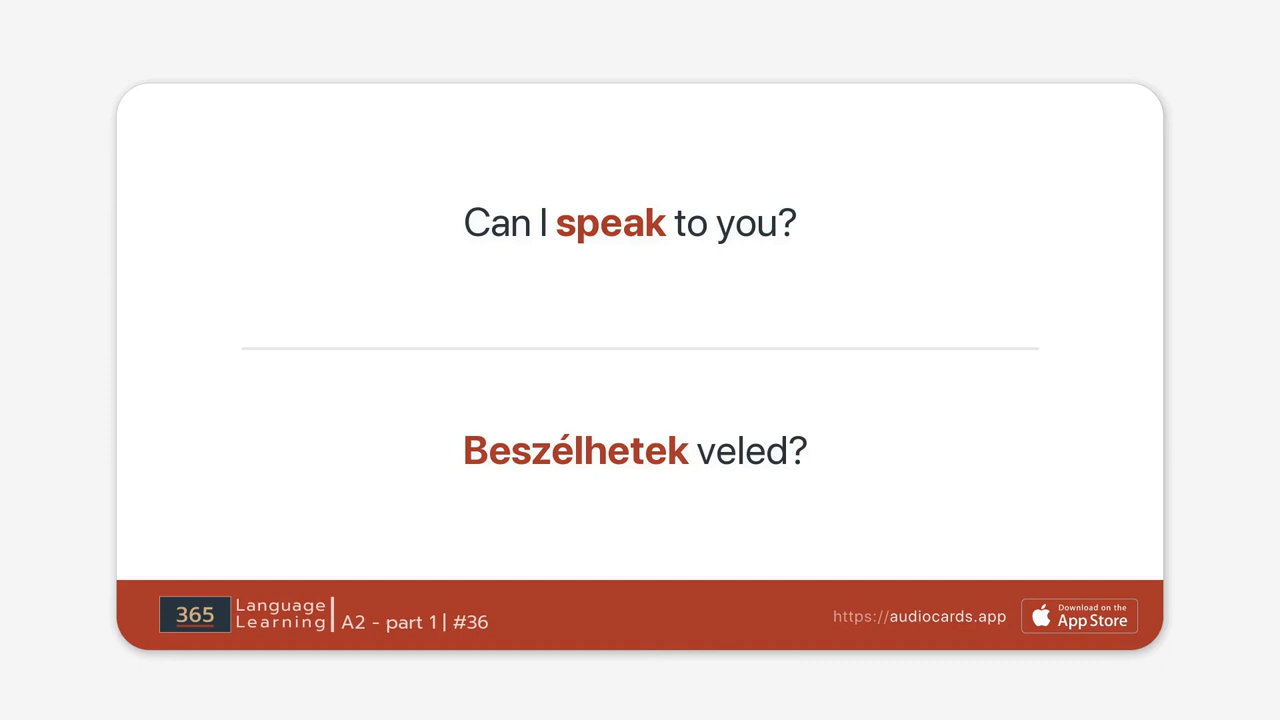 Can I speak to you?
Beszélhetek veled?
365
Language
Learning
A2 - part 1 | #36
https://audiocards.app
Download on the
App Store